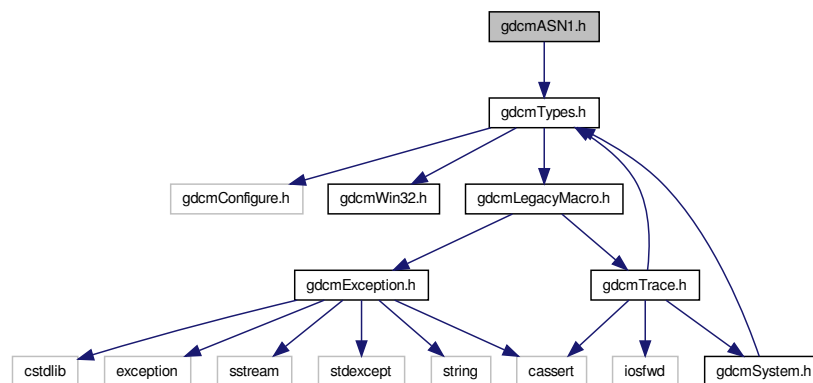 gdcmASN1.h
gdcmTypes.h
gdcmConfigure.h
gdcmWin32.h
gdcmLegacyMacro.h
gdcmException.h
gdcmTrace.h
cstdlib
exception
sstream
stdexcept
string
cassert
iosfwd
gdcmSystem.h